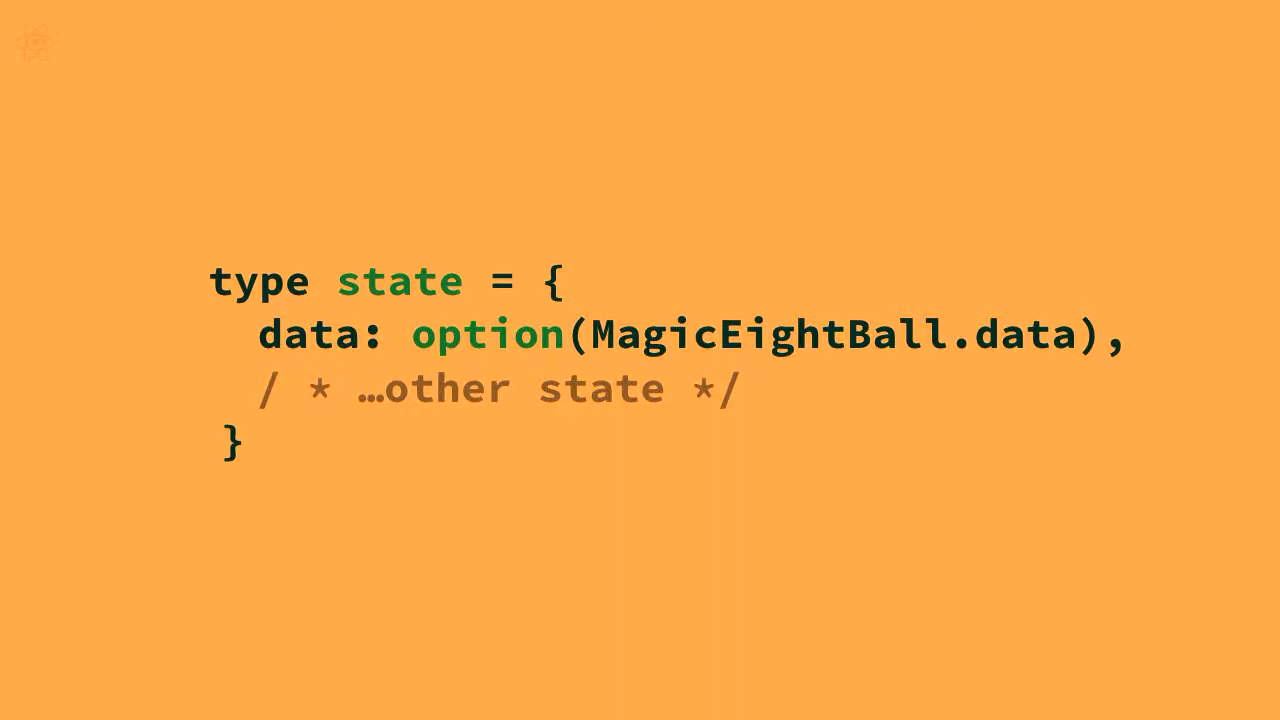 type state = {
data: option(MagicEightBall.data),
/ * …other state */
}